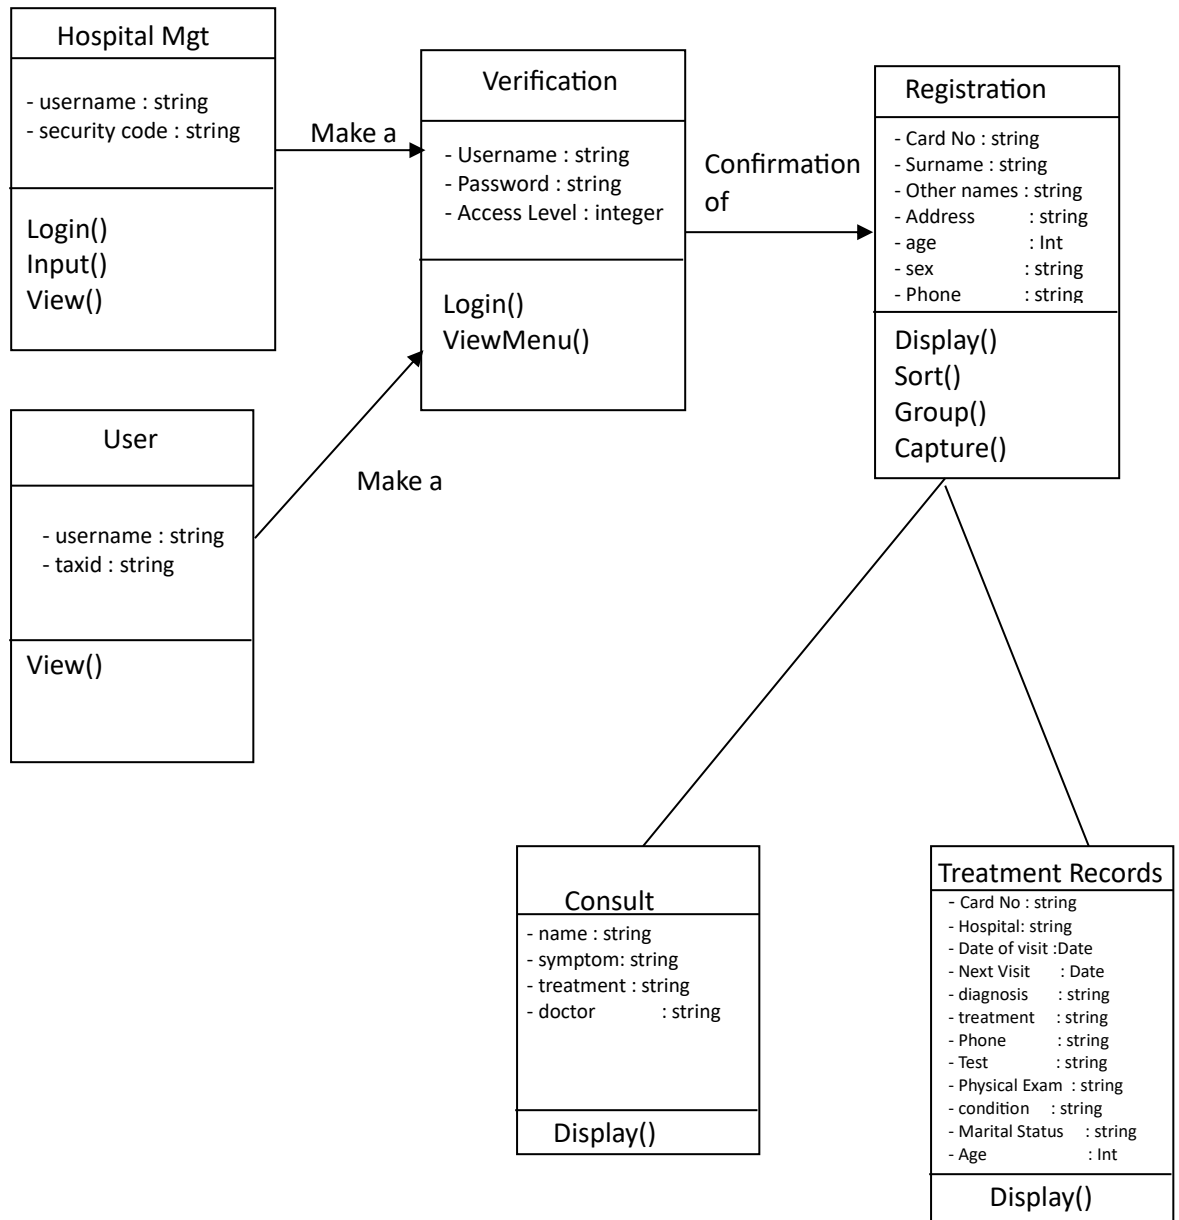 Hospital Mgt
- username : string
- security code : string
Login()
Input()
View()
Make a
Verification
- Username : string
- Password : string
- Access Level : integer
Login()
ViewMenu()
Confirmation
of
Registration
- Card No : string
- Surname : string
- Other names : string
- Address : string
- age : Int
- sex : string
- Phone : string
Display()
Sort()
Group()
Capture()
User
- username : string
- taxid : string
View()
Make a
Consult
- name : string
- symptom: string
- treatment : string
- doctor : string
Display()
Treatment Records
- Card No : string
- Hospital: string
- Date of visit :Date
- Next Visit : Date
- diagnosis : string
- treatment : string
- Phone : string
- Test : string
- Physical Exam : string
- condition : string
- Marital Status : string
- Age : Int
Display()